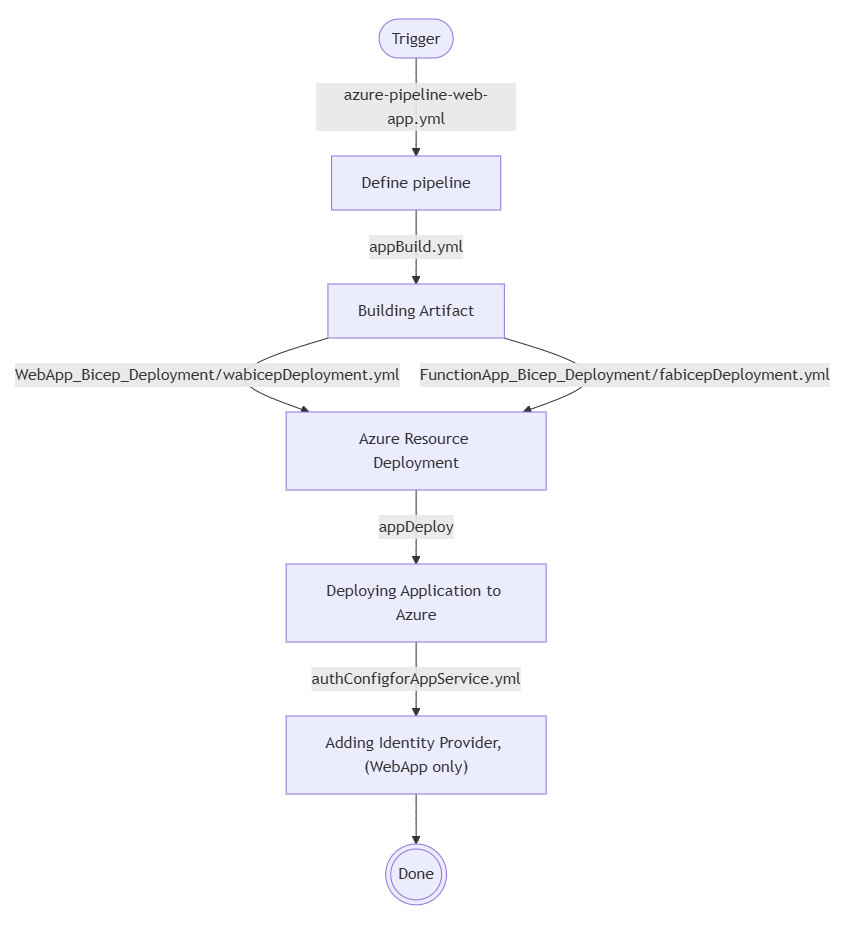 Trigger
azure-pipeline-web-
app.yml
Define pipeline
appBuild.yml
Building Artifact
WebApp_Bicep_Deployment/wabicepDeployment.yml
FunctionApp_Bicep_Deployment/fabicepDeployment.yml
Azure Resource
Deployment
appDeploy
Deploying Application to
Azure
authConfigforAppService.yml
Adding Identity Provider,
(WebApp only)
Done